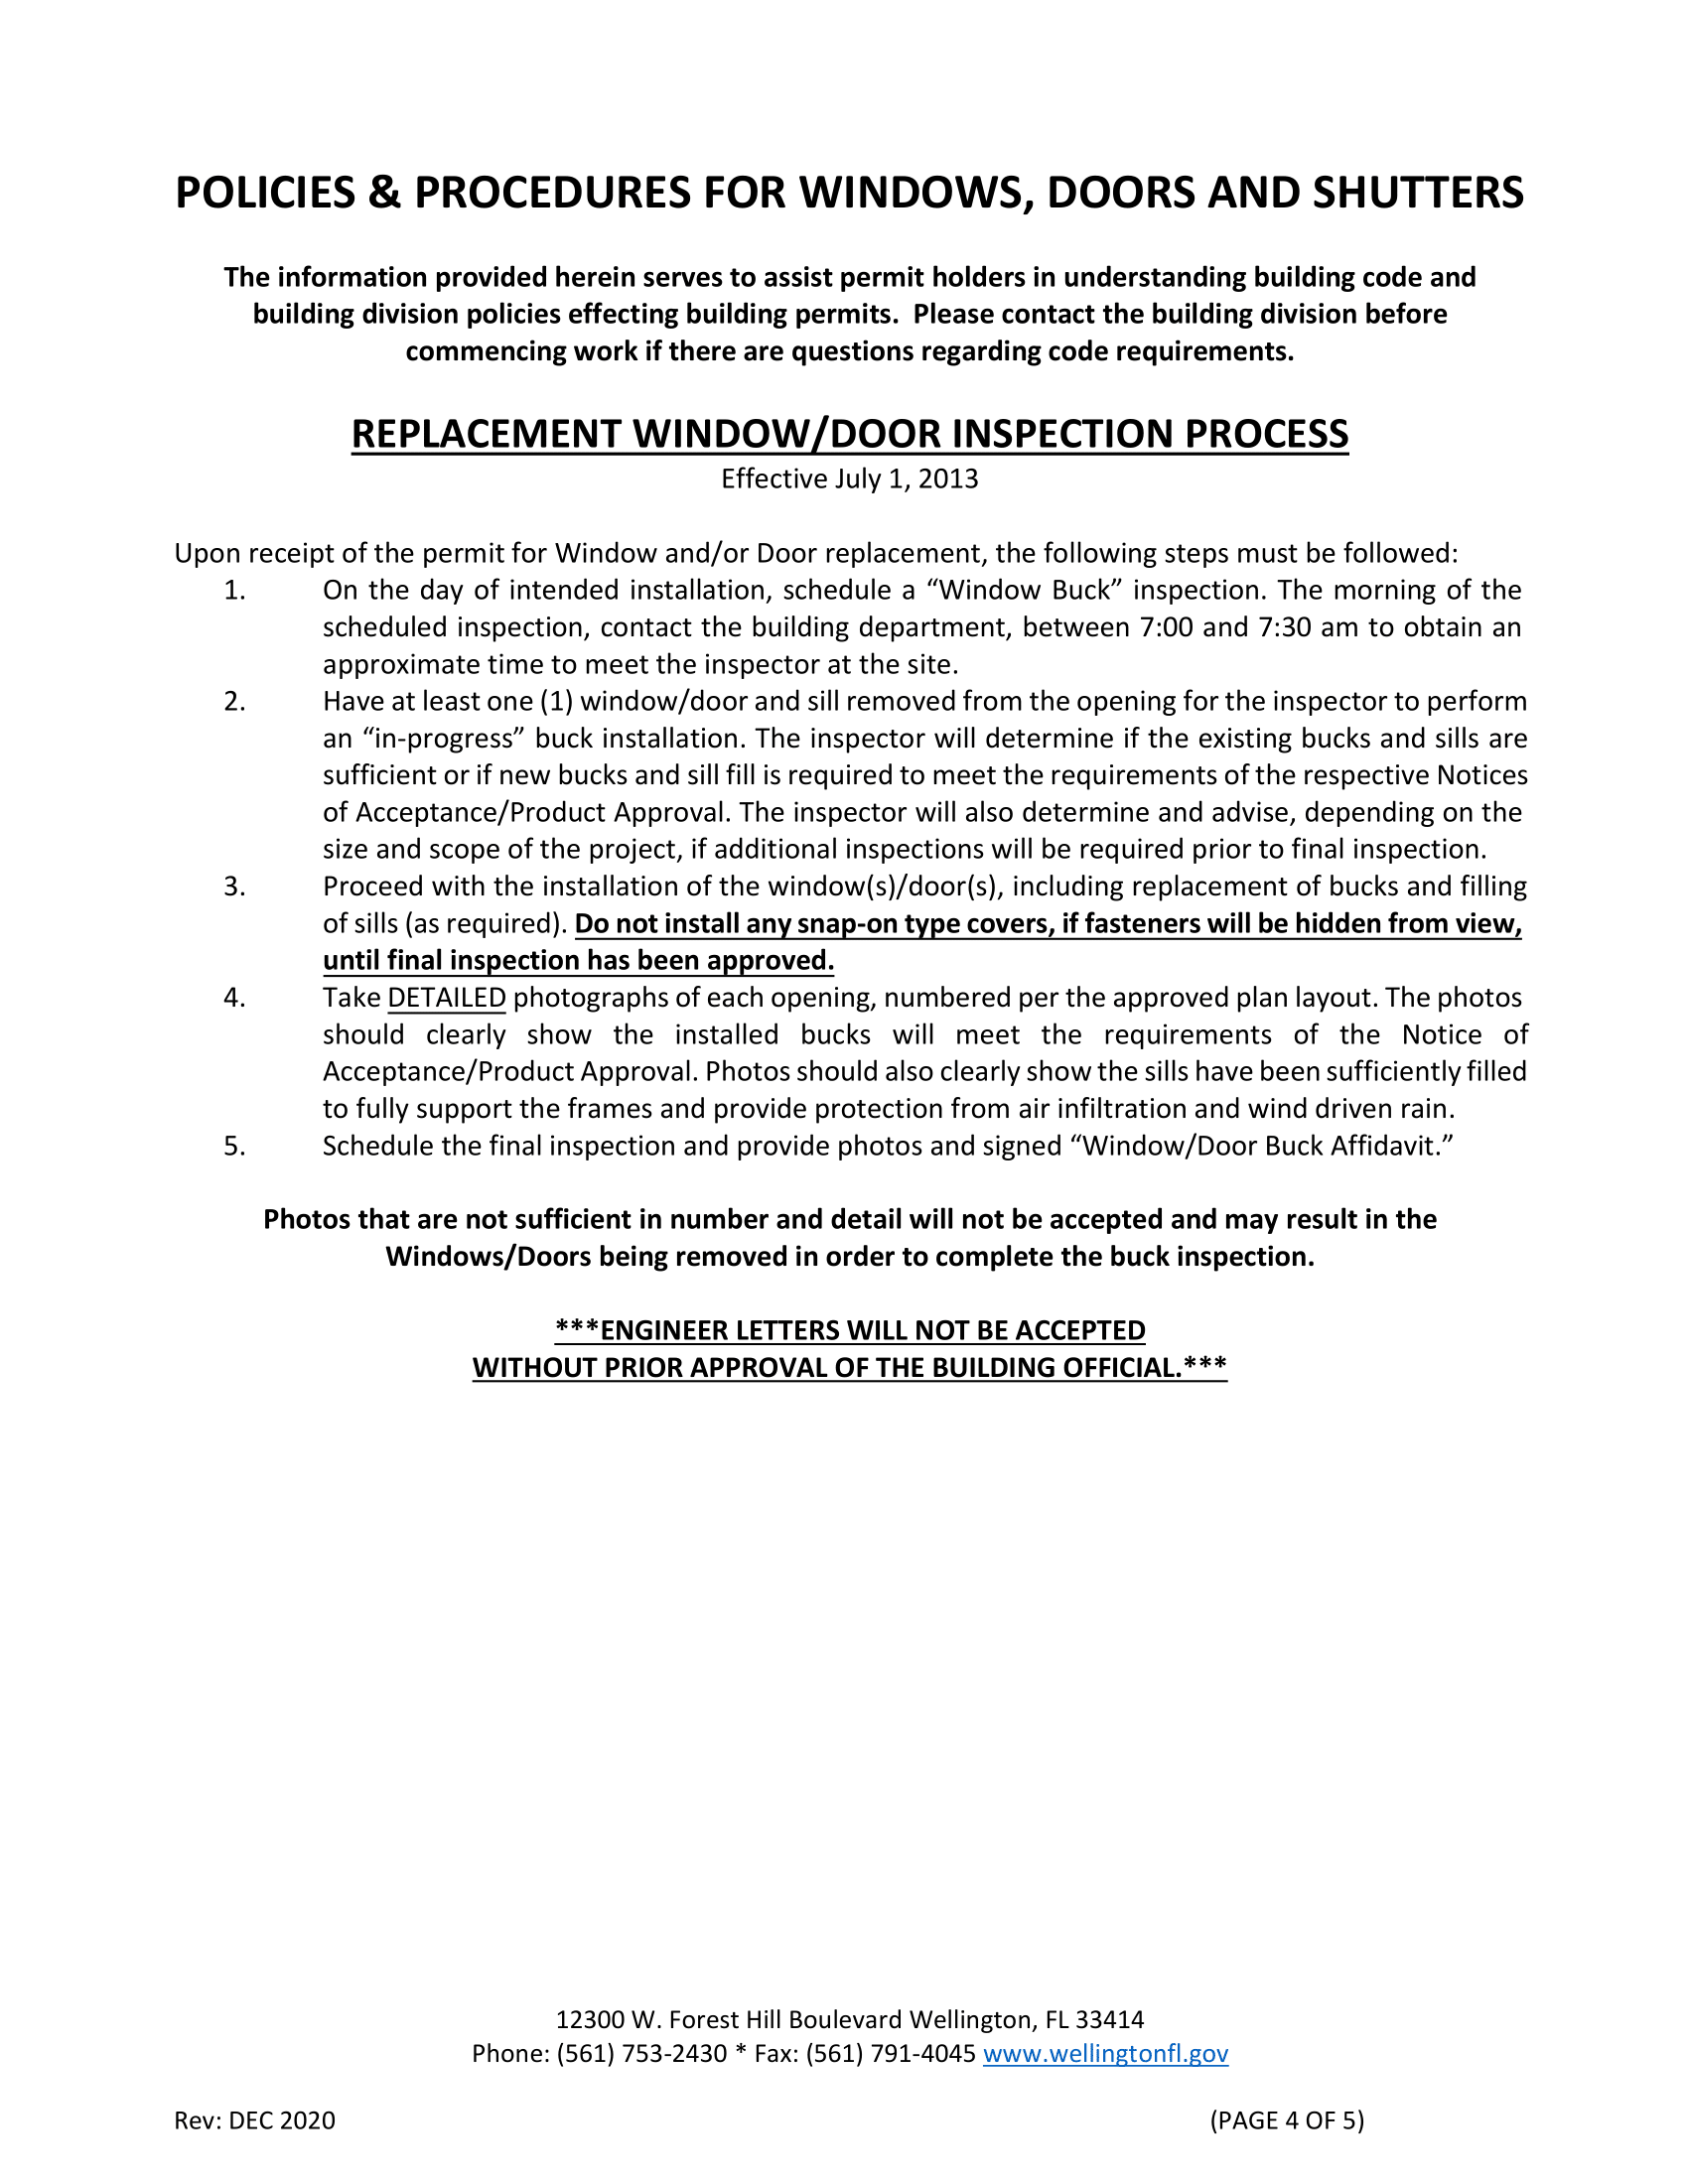 POLICIES & PROCEDURES FOR WINDOWS, DOORS AND SHUTTERS
The information provided herein serves to assist permit holders in understanding building code and
building division policies effecting building permits.  Please contact the building division before
commencing work if there are questions regarding code requirements.
REPLACEMENT WINDOW/DOOR INSPECTION PROCESS
Effective July 1, 2013
Upon receipt of the permit for Window and/or Door replacement, the following steps must be followed:
1. On the day of intended installation, schedule a “Window Buck” inspection. The morning of the
scheduled inspection, contact the building department, between 7:00 and 7:30 am to obtain an
approximate time to meet the inspector at the site.
2. Have at least one (1) window/door and sill removed from the opening for the inspector to perform
an “in-progress” buck installation. The inspector will determine if the existing bucks and sills are
sufficient or if new bucks and sill fill is required to meet the requirements of the respective Notices
of Acceptance/Product Approval. The inspector will also determine and advise, depending on the
size and scope of the project, if additional inspections will be required prior to final inspection.
3. Proceed with the installation of the window(s)/door(s), including replacement of bucks and filling
of sills (as required). Do not install any snap-on type covers, if fasteners will be hidden from view,
until final inspection has been approved.
4. Take DETAILED photographs of each opening, numbered per the approved plan layout. The photos
should clearly show the installed bucks will meet the requirements of the Notice of
Acceptance/Product Approval. Photos should also clearly show the sills have been sufficiently filled
to fully support the frames and provide protection from air infiltration and wind driven rain.
5. Schedule the final inspection and provide photos and signed “Window/Door Buck Affidavit.”
Photos that are not sufficient in number and detail will not be accepted and may result in the
Windows/Doors being removed in order to complete the buck inspection.
***ENGINEER LETTERS WILL NOT BE ACCEPTED
WITHOUT PRIOR APPROVAL OF THE BUILDING OFFICIAL.***
12300 W. Forest Hill Boulevard Wellington, FL 33414
Phone: (561) 753-2430 * Fax: (561) 791-4045 www.wellingtonfl.gov
Rev: DEC 2020 (PAGE 4 OF 5)